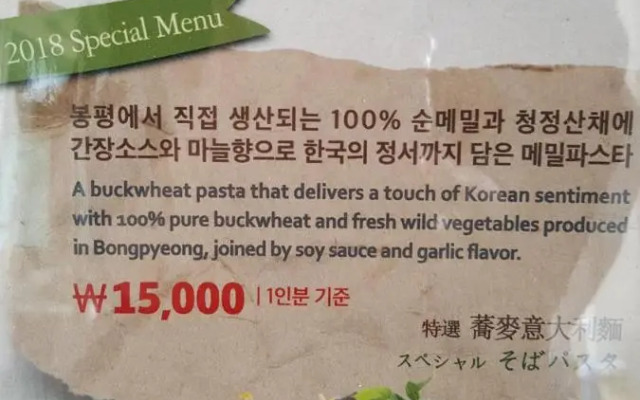 2018 Special Menu
봉평에서 직접 생산되는 100% 순메밀과 청정산채에
간장소스와 마늘향으로 한국의 정서까지 담은 메밀파스타
A buckwheat pasta that delivers a touch of Korean sentiment
with 100% pure buckwheat and fresh wild vegetables produced
in Bongpyeong, joined by soy sauce and garlic flavor.
₩15,000 | 1인분 기준
特選 蕎麥意大利麵
スペシャル そばパスタ